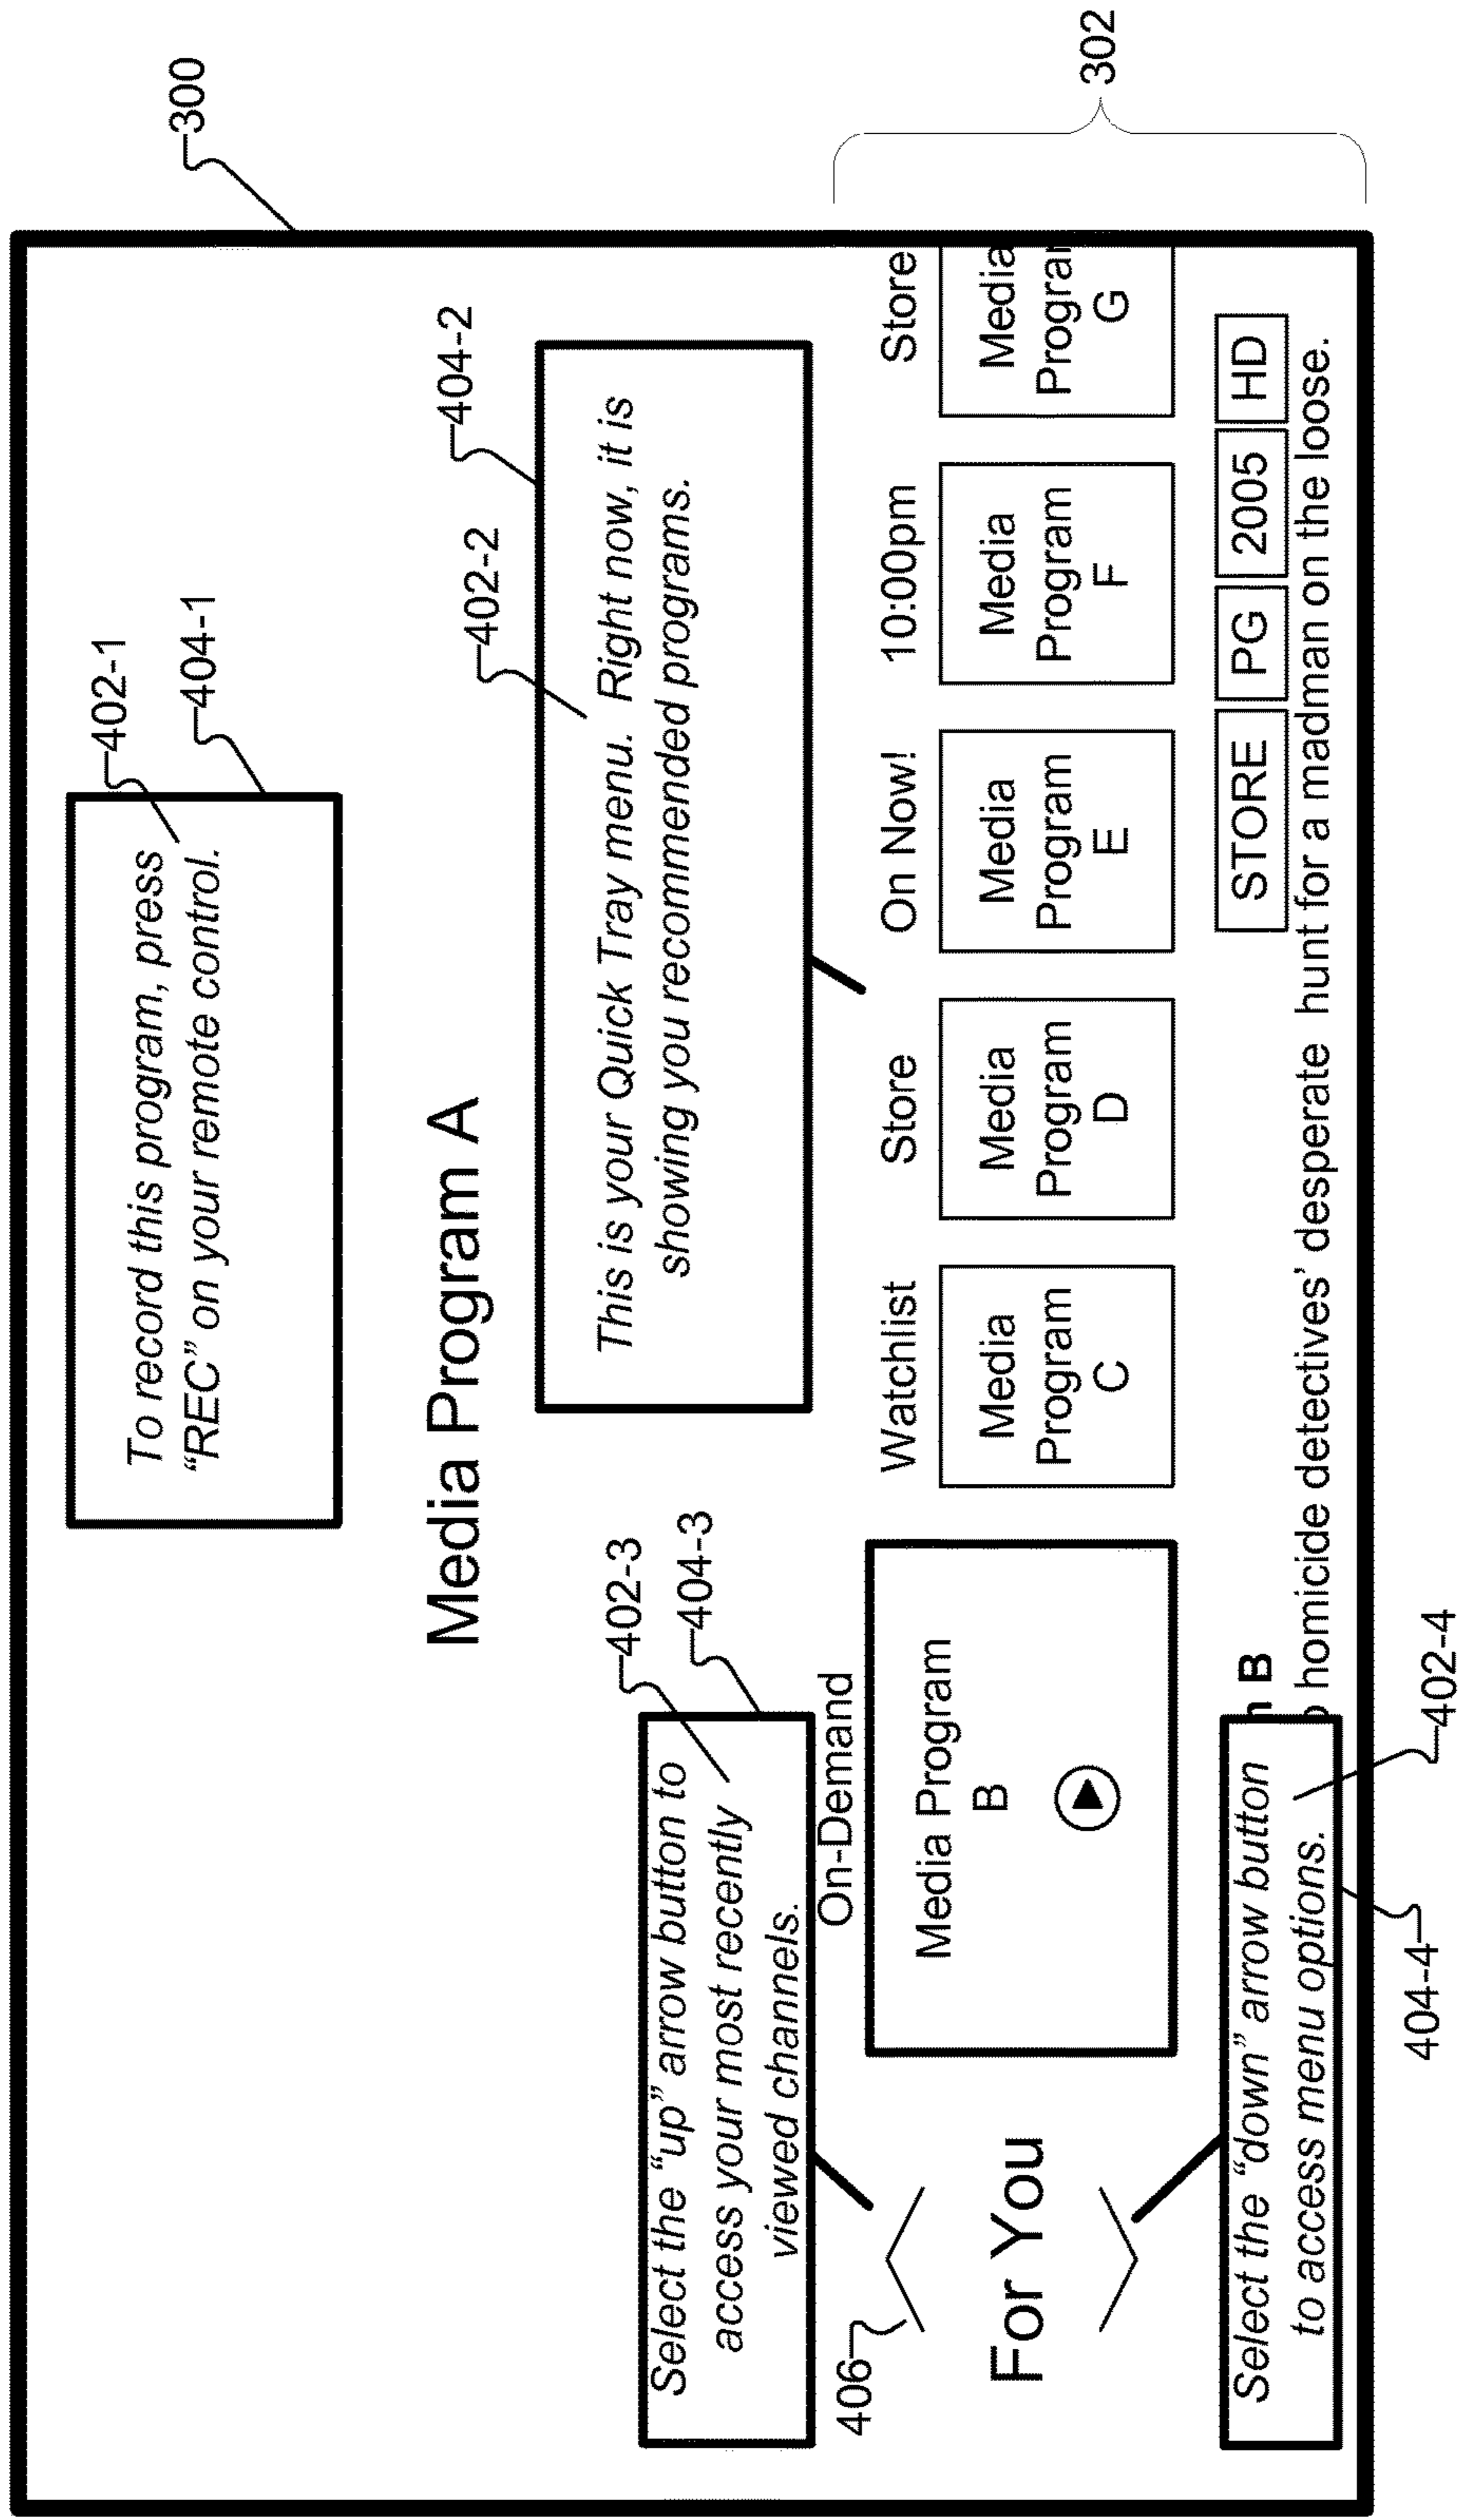 300
402-1
404-1
To record this program, press
“REC” on your remote control.
Media Program A
404-2
402-2
This is your Quick Tray menu. Right now, it is
showing you recommended programs.
402-3
404-3
Select the “up” arrow button to
access your most recently
viewed channels.
406
For You
On-Demand
Media Program
B
Watchlist
Media
Program
C
Store
Media
Program
D
On Now!
Media
Program
E
10:00pm
Media
Program
F
Store
Media
Progra
G
302
Select the “down” arrow button
to access menu options.
n B
STORE PG 2005 HD
homicide detectives’ desperate hunt for a madman on the loose.
404-4
402-4